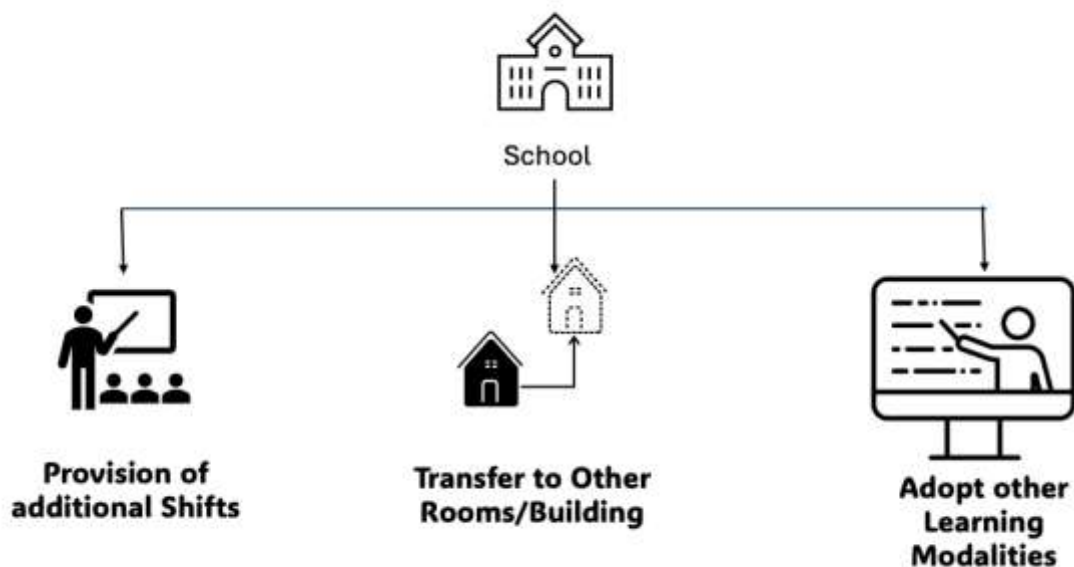 School
Provision of
additional Shifts
Transfer to Other
Rooms/Building
Adopt other
Learning
Modalities